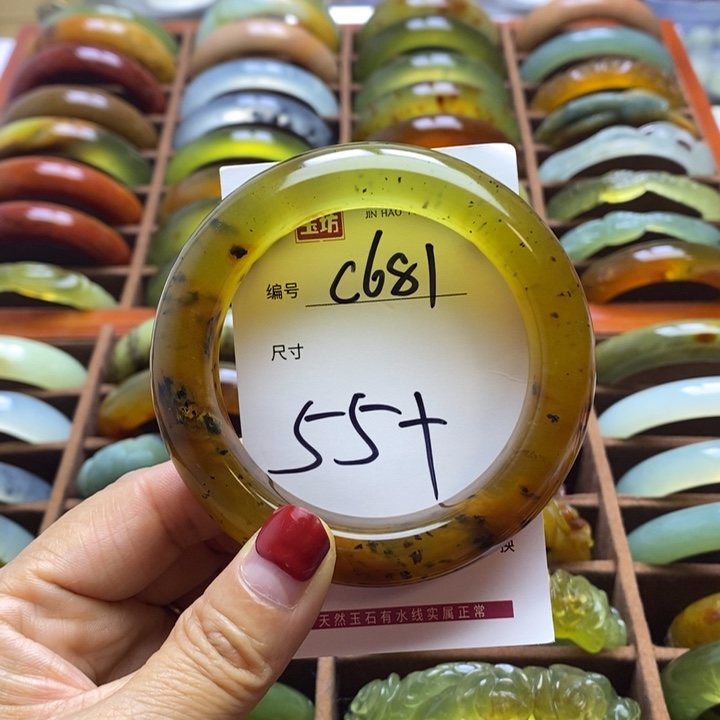 玉坊
JIN HAO
编号 c681
尺寸
55+
换
天然玉石有水线实属正常